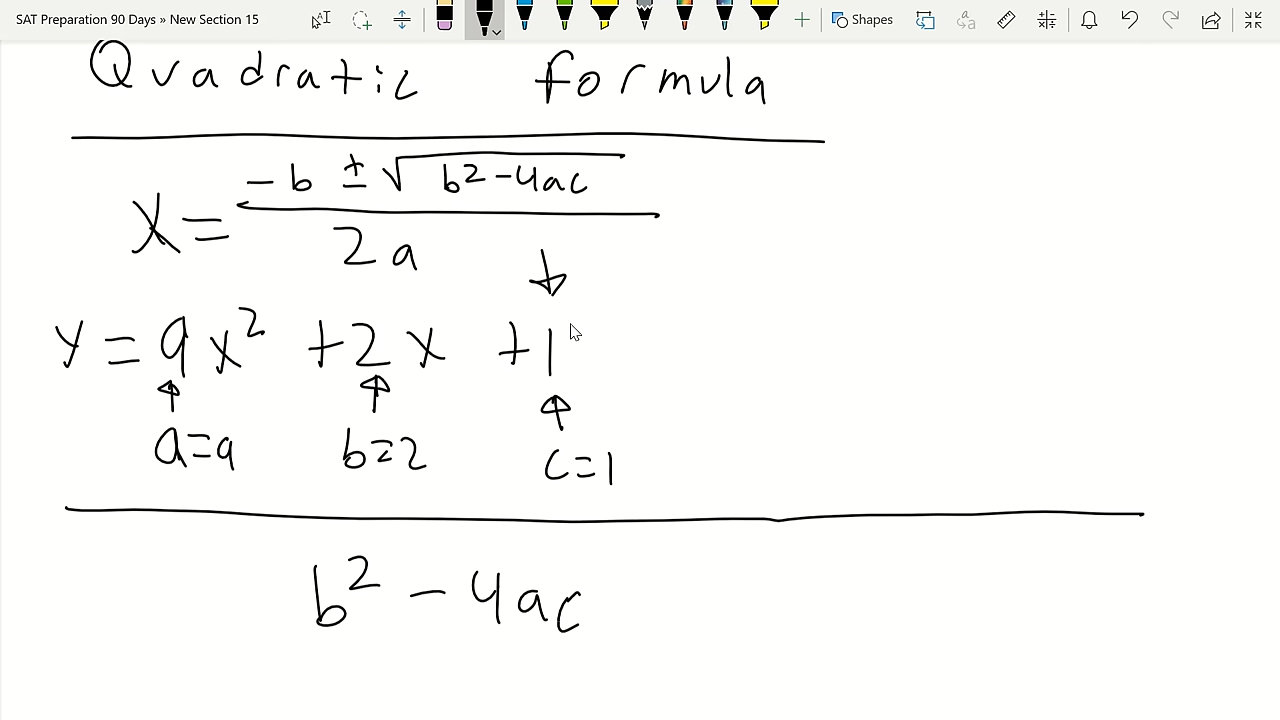 SAT Preparation 90 Days » New Section 15
Shapes
Quadratic formula
x = (-b ± √(b² - 4ac)) / 2a
y = 9x² + 2x + 1
a=9 b=2 c=1
b² - 4ac